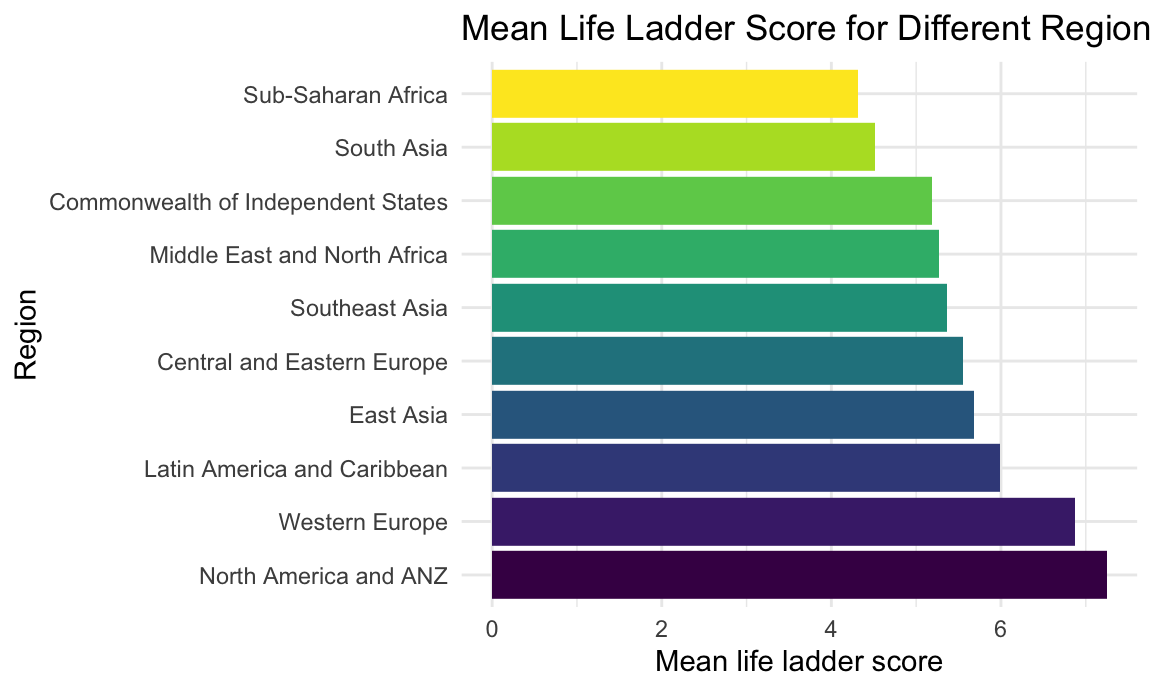 Mean Life Ladder Score for Different Region
Sub-Saharan Africa
South Asia
Commonwealth of Independent States
Middle East and North Africa
Southeast Asia
Central and Eastern Europe
East Asia
Latin America and Caribbean
Western Europe
North America and ANZ
Region
0 2 4 6
Mean life ladder score